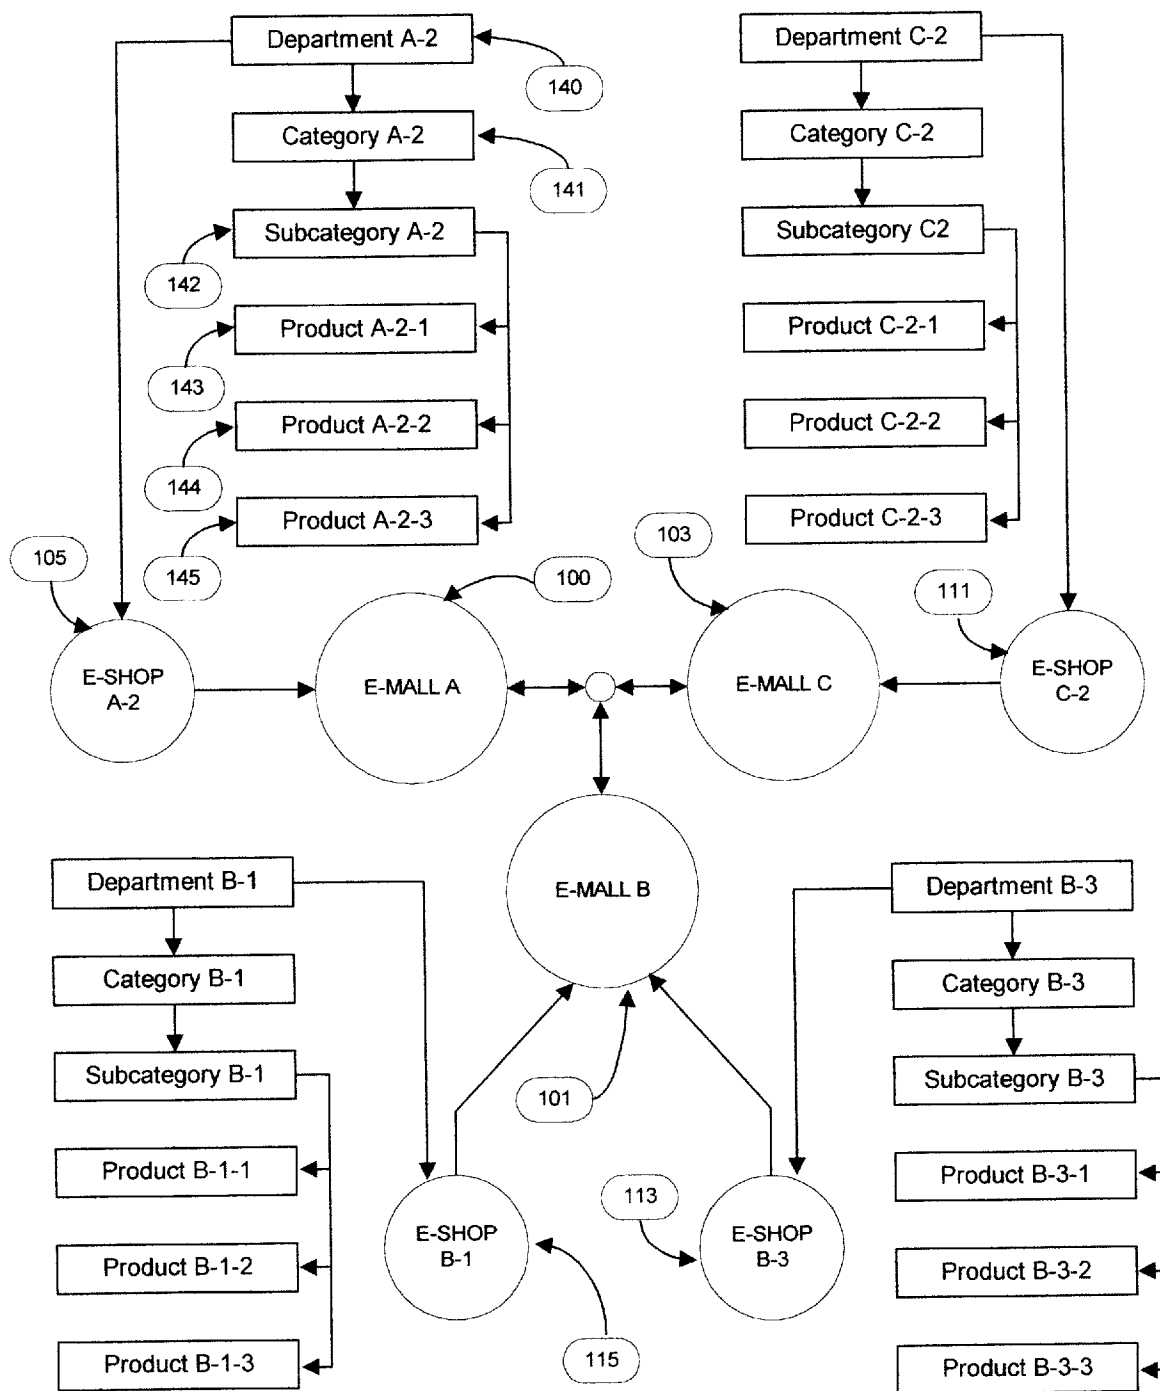 Department A-2
140
Category A-2
141
Subcategory A-2
142
Product A-2-1
143
Product A-2-2
144
Product A-2-3
145
Department C-2
Category C-2
Subcategory C2
Product C-2-1
Product C-2-2
Product C-2-3
105
100
103
111
E-SHOP
A-2
E-MALL A
E-MALL C
E-SHOP
C-2
E-MALL B
101
Department B-1
Category B-1
Subcategory B-1
Product B-1-1
Product B-1-2
Product B-1-3
E-SHOP
B-1
115
113
E-SHOP
B-3
Department B-3
Category B-3
Subcategory B-3
Product B-3-1
Product B-3-2
Product B-3-3